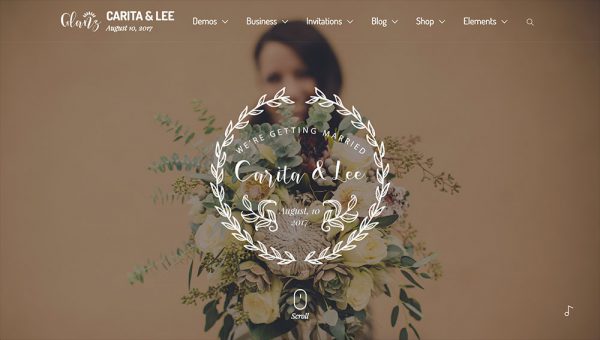 Glanz
CARITA & LEE
August 10, 2017
Demos
Business
Invitations
Blog
Shop
Elements
WE'RE GETTING MARRIED
Carita & Lee
August, 10
2017
Scroll